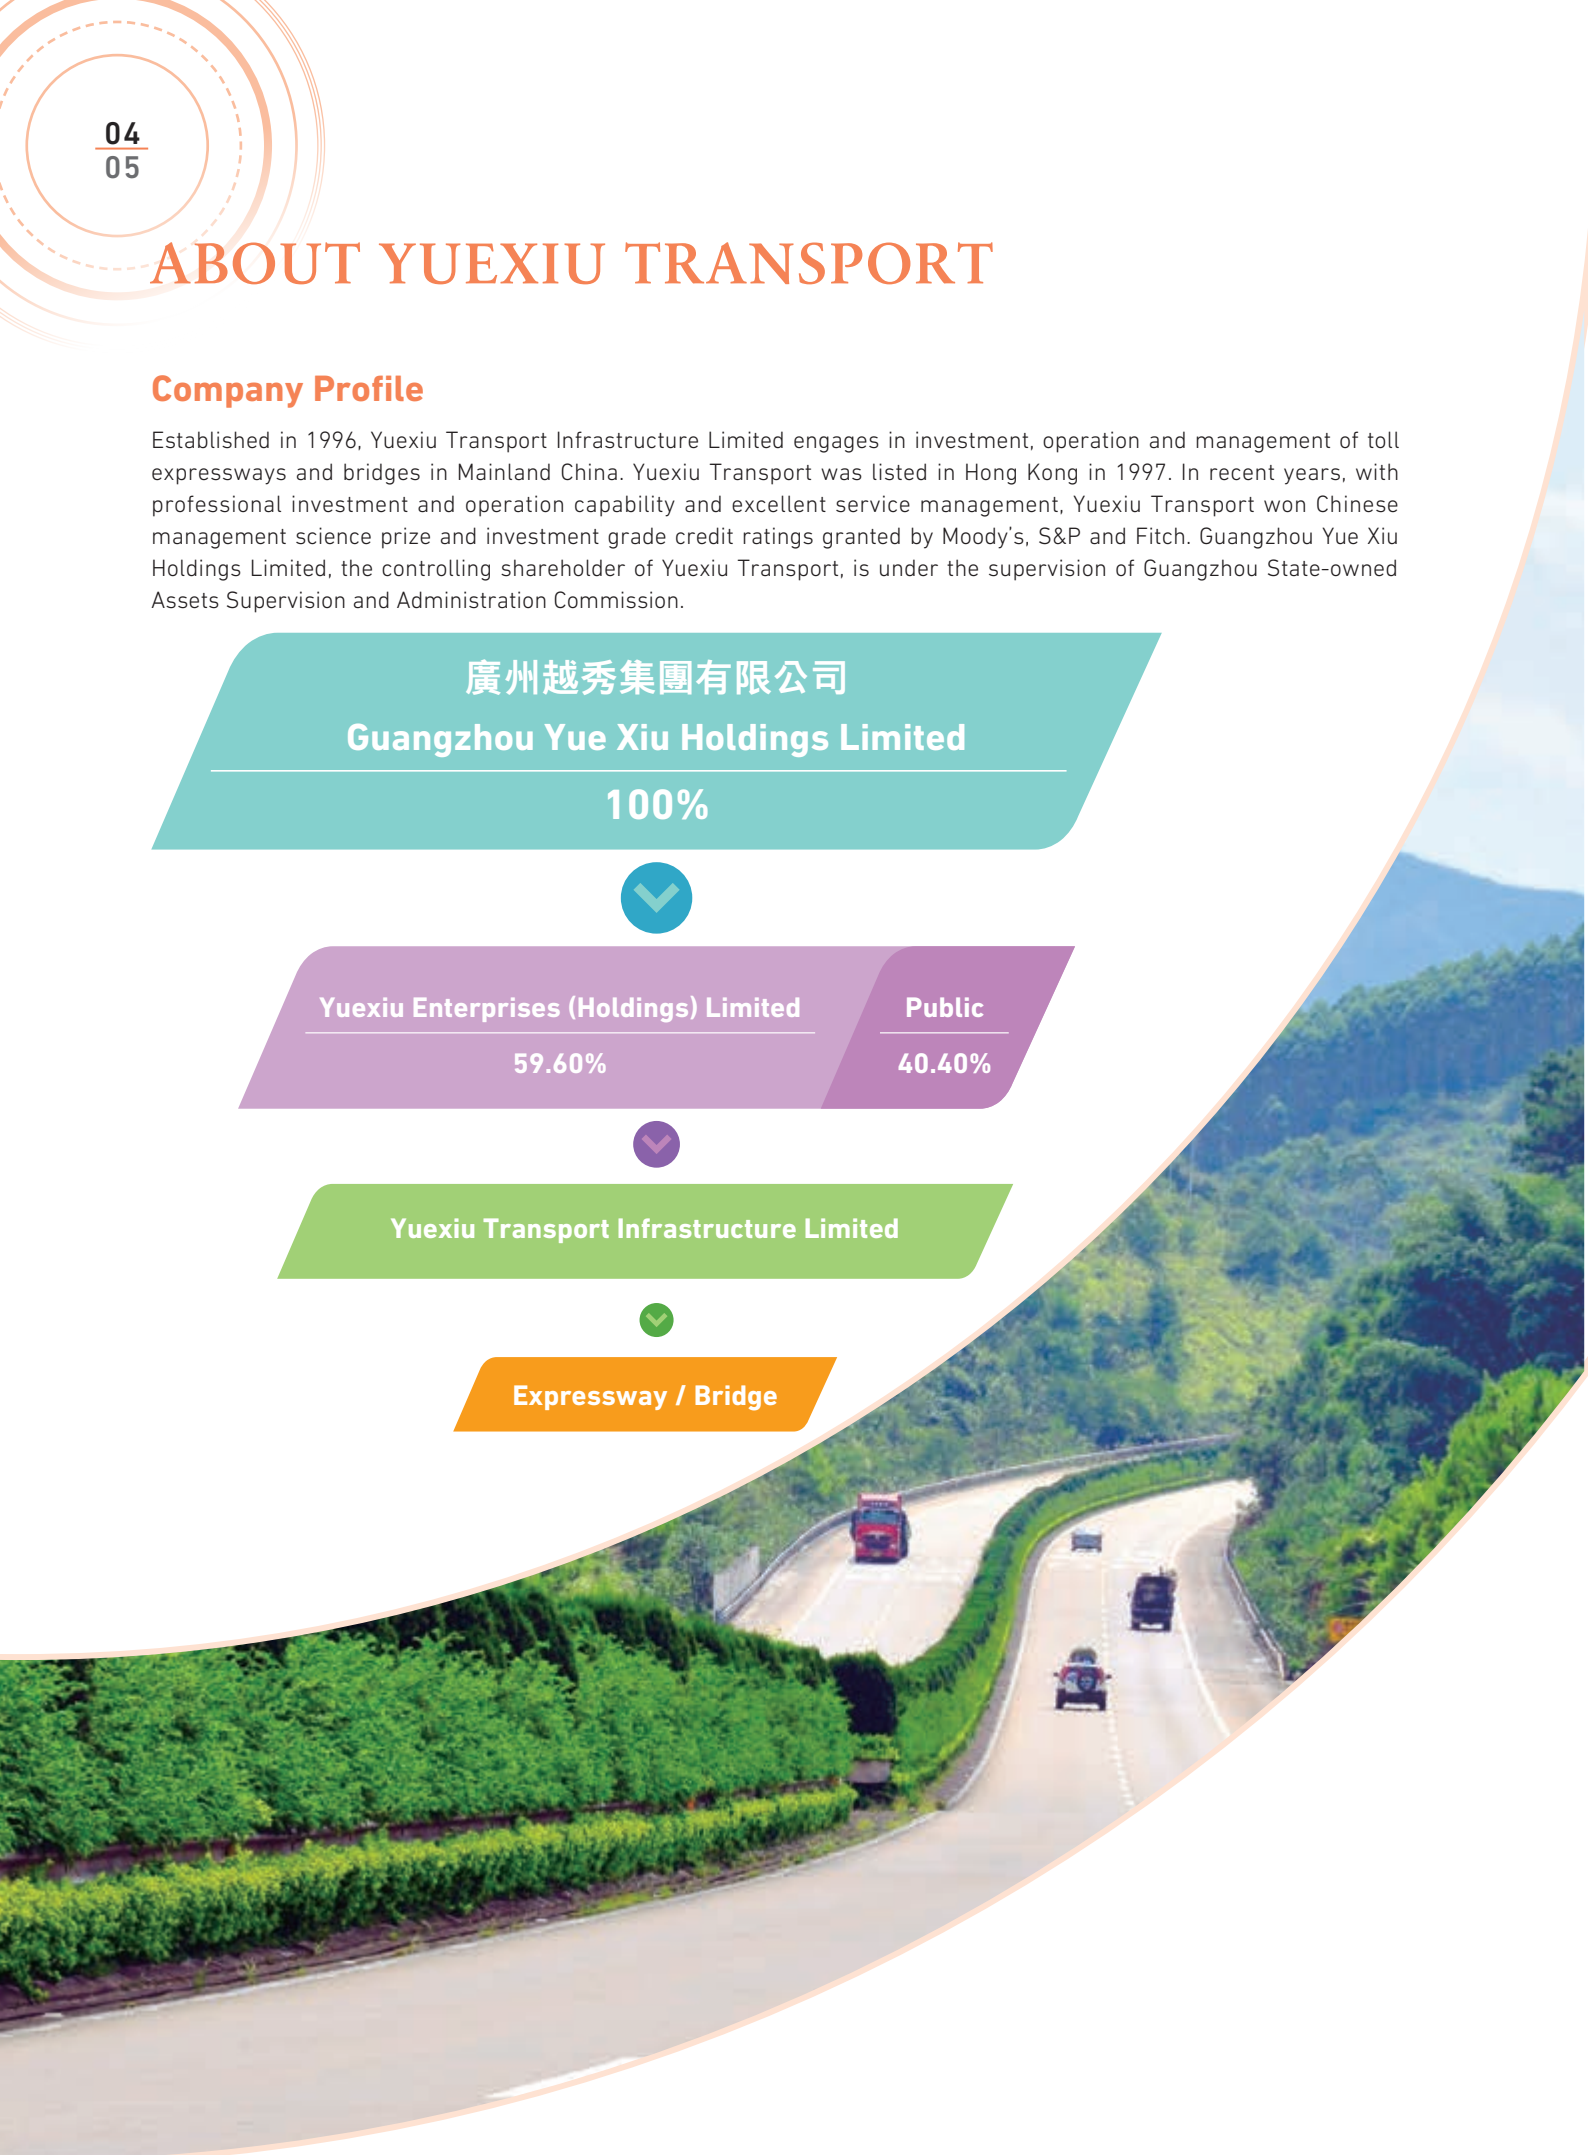 04
05
ABOUT YUEXIU TRANSPORT
Company Profile
Established in 1996, Yuexiu Transport Infrastructure Limited engages in investment, operation and management of toll
expressways and bridges in Mainland China. Yuexiu Transport was listed in Hong Kong in 1997. In recent years, with
professional investment and operation capability and excellent service management, Yuexiu Transport won Chinese
management science prize and investment grade credit ratings granted by Moody's, S&P and Fitch. Guangzhou Yue Xiu
Holdings Limited, the controlling shareholder of Yuexiu Transport, is under the supervision of Guangzhou State-owned
Assets Supervision and Administration Commission.
廣州越秀集團有限公司
Guangzhou Yue Xiu Holdings Limited
100%
Yuexiu Enterprises (Holdings) Limited
59.60%
Public
40.40%
Yuexiu Transport Infrastructure Limited
Expressway / Bridge